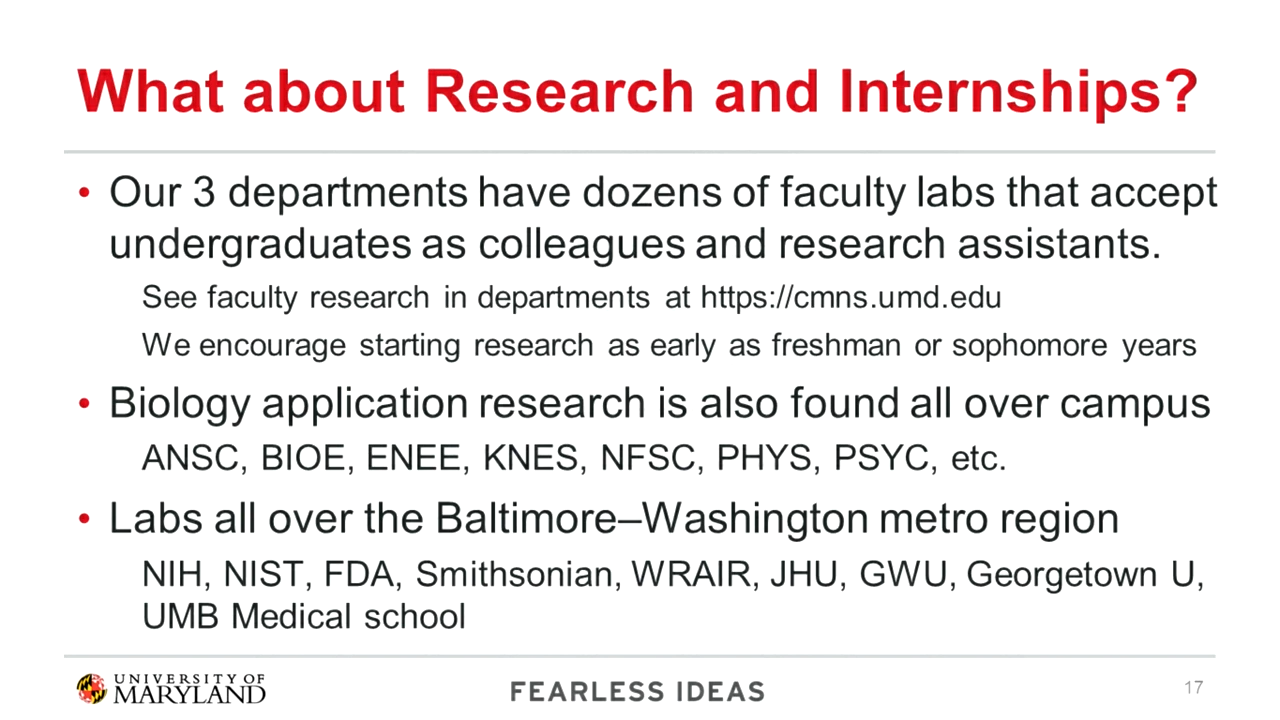 What about Research and Internships?
• Our 3 departments have dozens of faculty labs that accept
undergraduates as colleagues and research assistants.
See faculty research in departments at https://cmns.umd.edu
We encourage starting research as early as freshman or sophomore years
• Biology application research is also found all over campus
ANSC, BIOE, ENEE, KNES, NFSC, PHYS, PSYC, etc.
• Labs all over the Baltimore–Washington metro region
NIH, NIST, FDA, Smithsonian, WRAIR, JHU, GWU, Georgetown U,
UMB Medical school
UNIVERSITY OF
MARYLAND
FEARLESS IDEAS
17